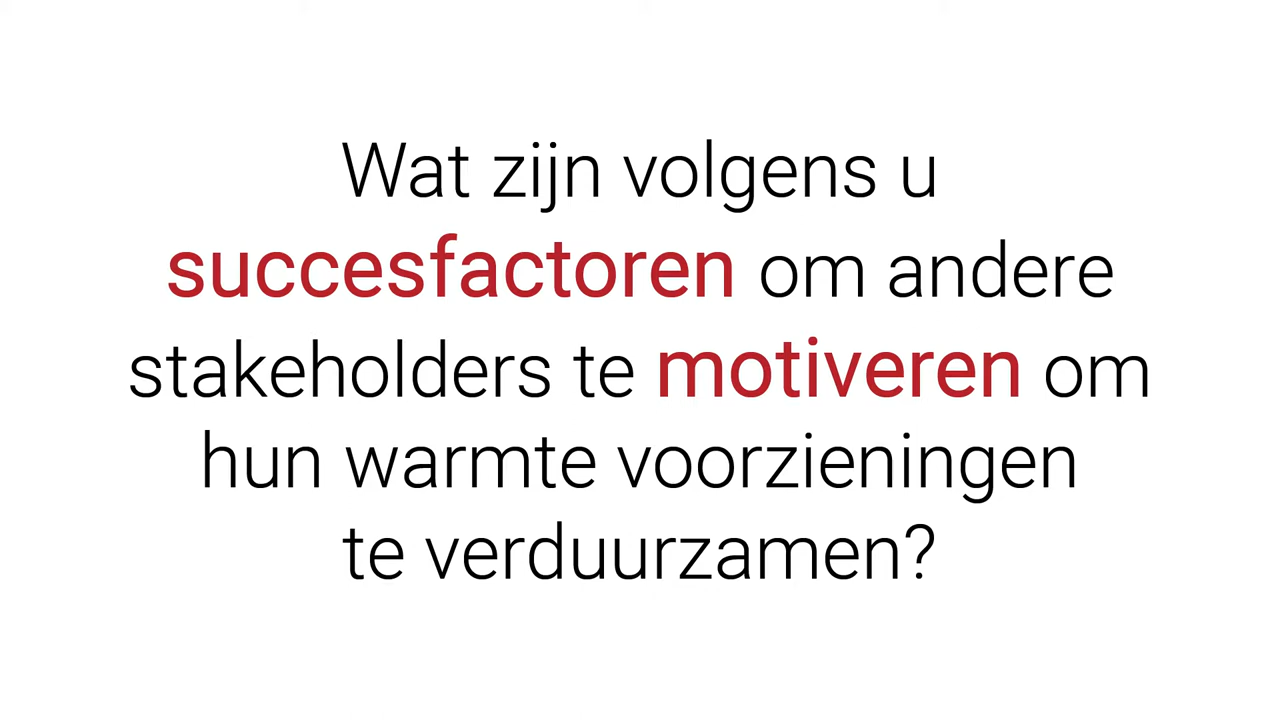 Wat zijn volgens u
succesfactoren om andere
stakeholders te motiveren om
hun warmte voorzieningen
te verduurzamen?